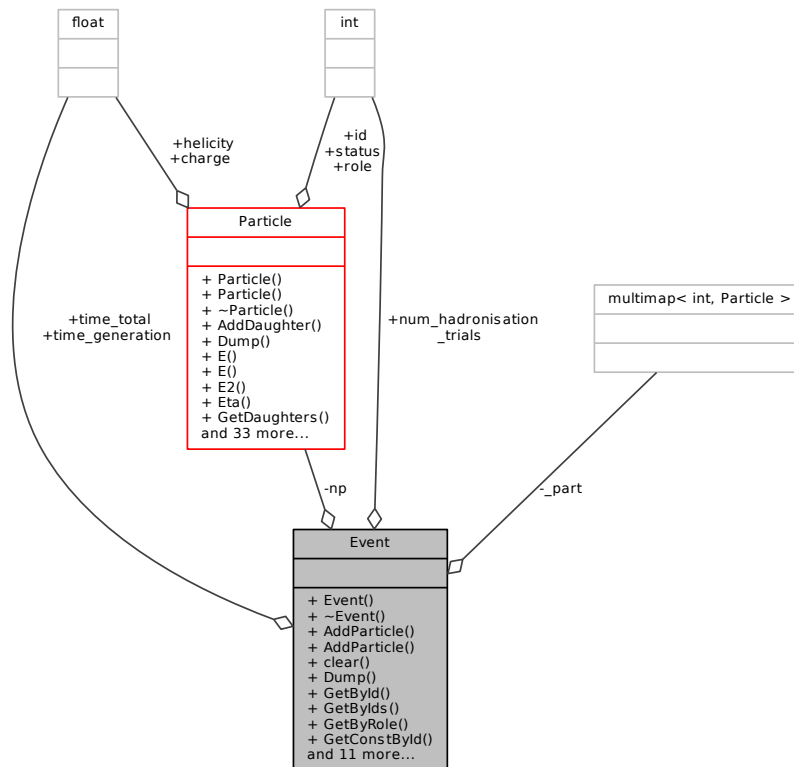 float
int
+helicity
+charge
+id
+status
+role
Particle
+ Particle()
+ Particle()
+ ~Particle()
+ AddDaughter()
+ Dump()
+ E()
+ E()
+ E2()
+ Eta()
+ GetDaughters()
and 33 more...
multimap< int, Particle >
+time_total
+time_generation
+num_hadronisation
_trials
-np
-_part
Event
+ Event()
+ ~Event()
+ AddParticle()
+ AddParticle()
+ clear()
+ Dump()
+ GetById()
+ GetByIds()
+ GetByRole()
+ GetConstById()
and 11 more...